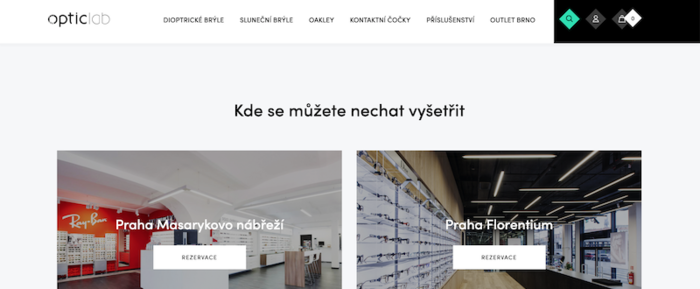 opticlab
DIOPTRICKÉ BRÝLE SLUNEČNÍ BRÝLE OAKLEY KONTAKTNÍ ČOČKY PŘÍSLUŠENSTVÍ OUTLET BRNO
0
Kde se můžete nechat vyšetřit
Ray-Ban
Praha Masarykovo nábřeží
REZERVACE
Praha Florentium
REZERVACE